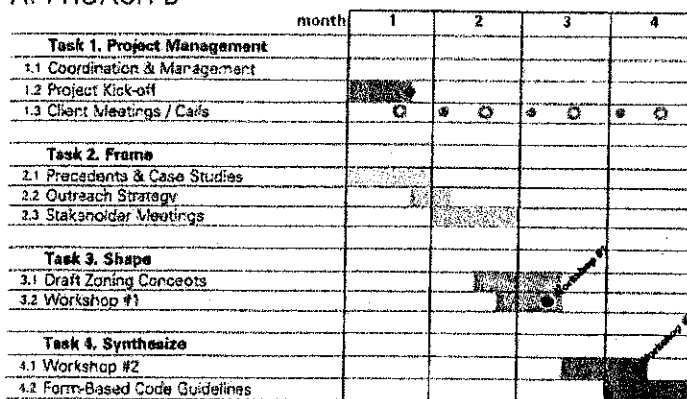 month 1 2 3 4
Task 1. Project Management
1.1 Coordination & Management
1.2 Project Kick-off
1.3 Client Meetings / Calls
Task 2. Frame
2.1 Precedents & Case Studies
2.2 Outreach Strategy
2.3 Stakeholder Meetings
Task 3. Shape
Workshop #1
3.1 Draft Zoning Concepts
3.2 Workshop #1
Task 4. Synthesize
Workshop
4.1 Workshop #2
4.2 Form-Based Code Guidelines